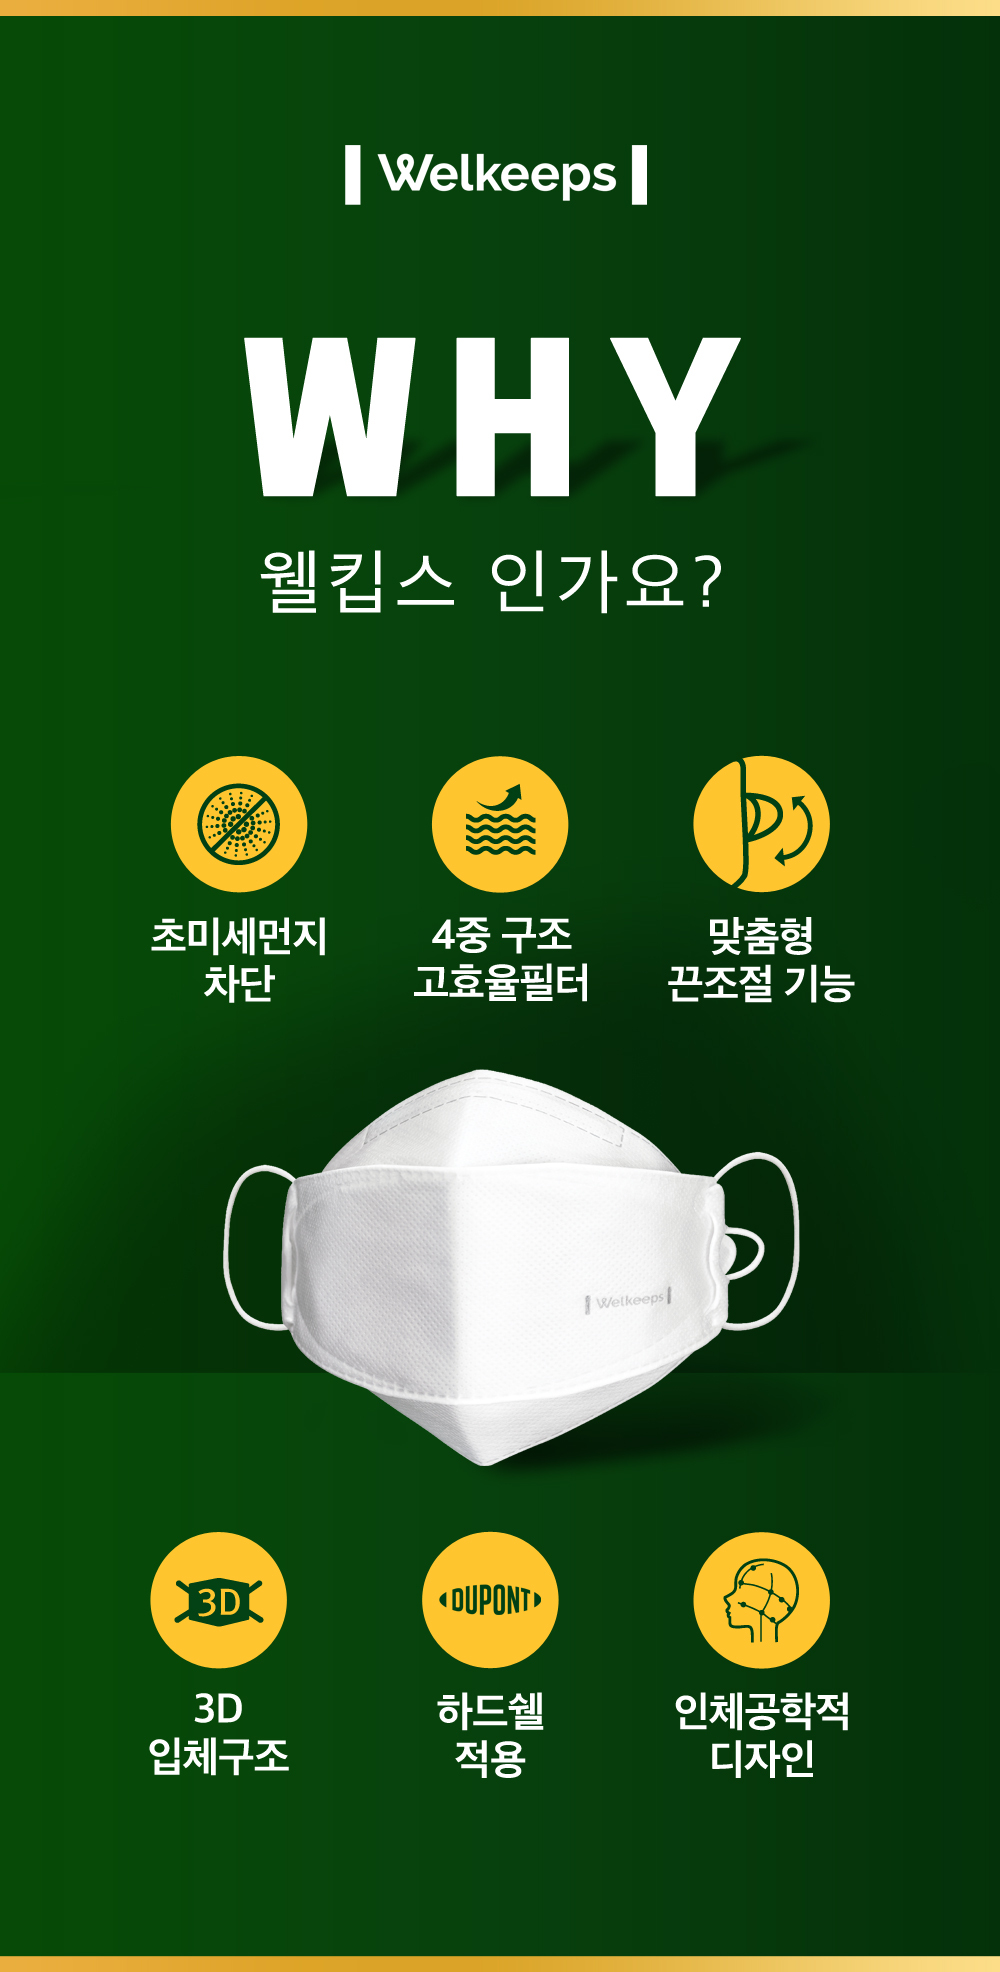 Welkeeps
WHY
웰킵스 인가요?
초미세먼지
차단
4중 구조
고효율필터
맞춤형
끈조절 기능
Welkeeps
3D
3D
입체구조
DUPONT
하드쉘
적용
인체공학적
디자인